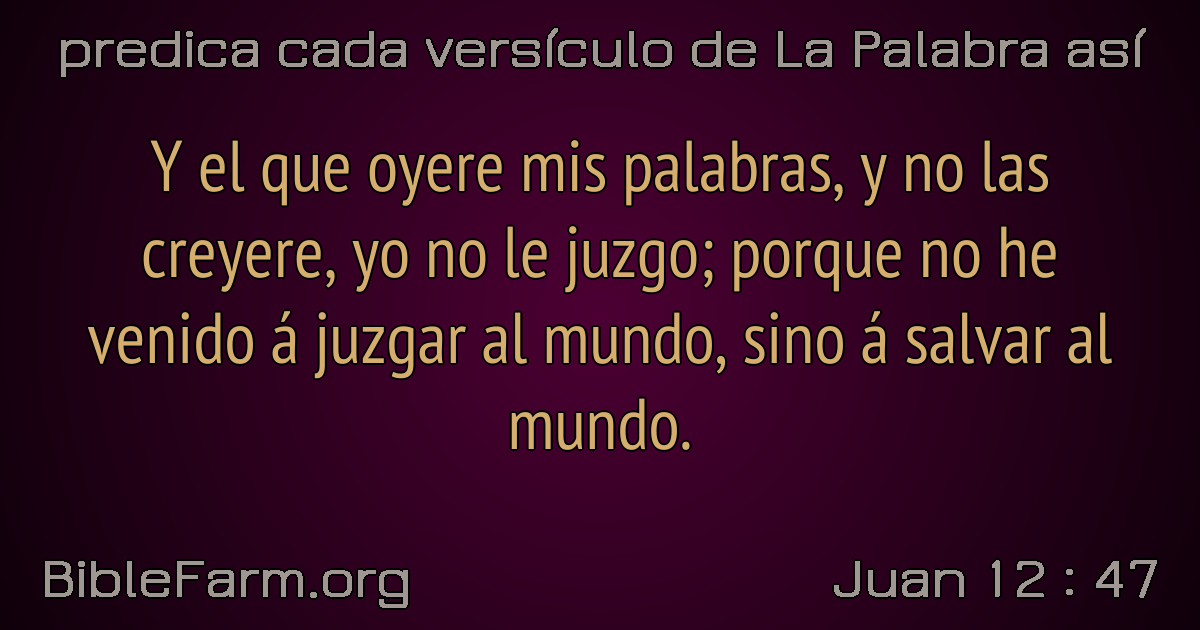 predica cada versículo de La Palabra así
Y el que oyere mis palabras, y no las
creyere, yo no le juzgo; porque no he
venido á juzgar al mundo, sino á salvar al
mundo.
BibleFarm.org
Juan 12 : 47